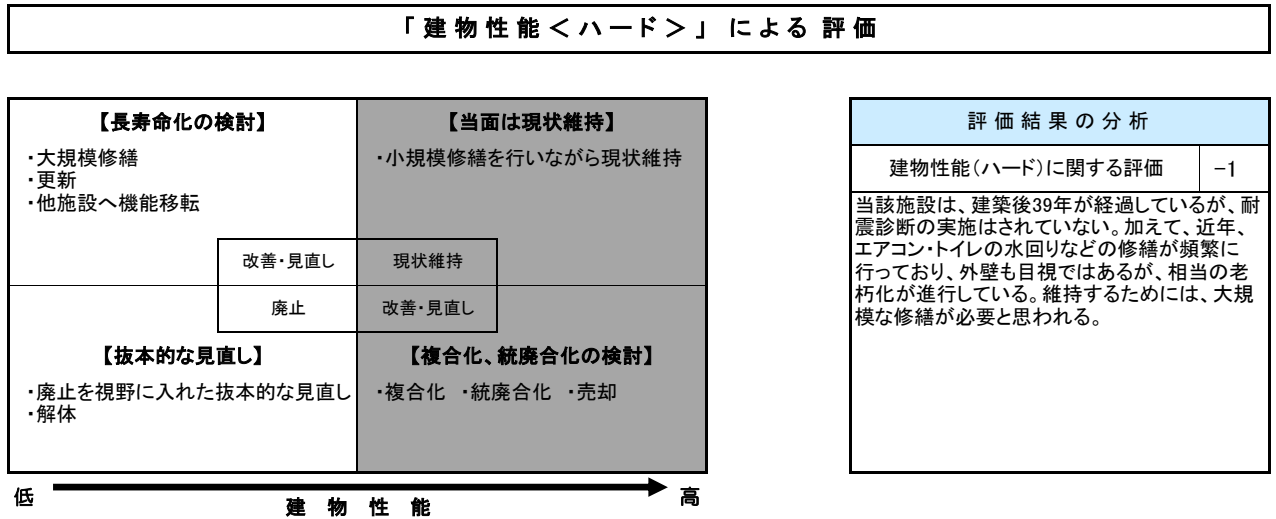 「建物性能<ハード>」による評価
【長寿命化の検討】
・大規模修繕
・更新
・他施設へ機能移転
【当面は現状維持】
・小規模修繕を行いながら現状維持
改善・見直し
現状維持
廃止
改善・見直し
【抜本的な見直し】
・廃止を視野に入れた抜本的な見直し
・解体
【複合化、統廃合化の検討】
・複合化 ・統廃合化 ・売却
低
高
建物性能
評価結果の分析
建物性能(ハード)に関する評価
-1
当該施設は、建築後39年が経過しているが、耐
震診断の実施はされていない。加えて、近年、
エアコン・トイレの水回りなどの修繕が頻繁に
行っており、外壁も目視ではあるが、相当の老
朽化が進行している。維持するためには、大規
模な修繕が必要と思われる。